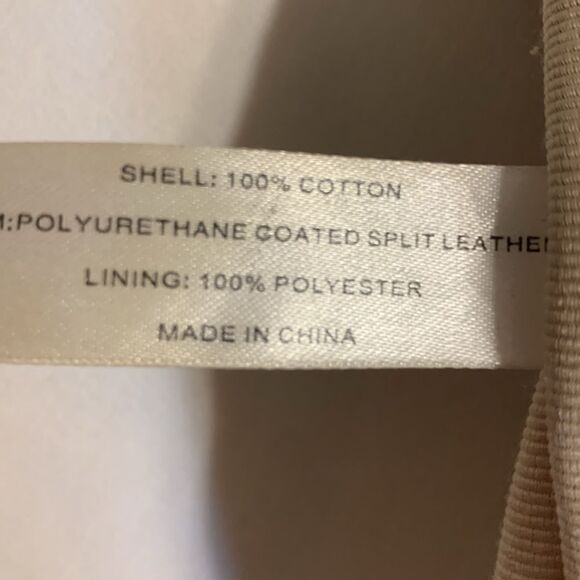 SHELL: 100% COTTON
M:POLYURETHANE COATED SPLIT LEATHER
LINING: 100% POLYESTER
MADE IN CHINA